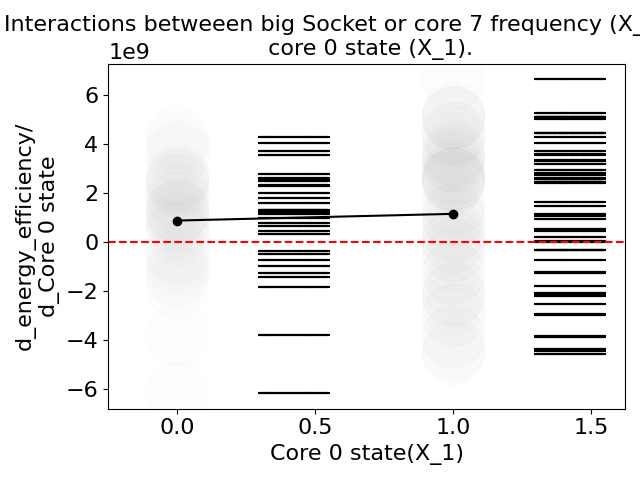 Interactions betweeen big Socket or core 7 frequency (X_
core 0 state (X_1).
1e9
6
4
2
0
−2
−4
−6
d_energy_efficiency/
d_Core 0 state
0.0 0.5 1.0 1.5
Core 0 state(X_1)